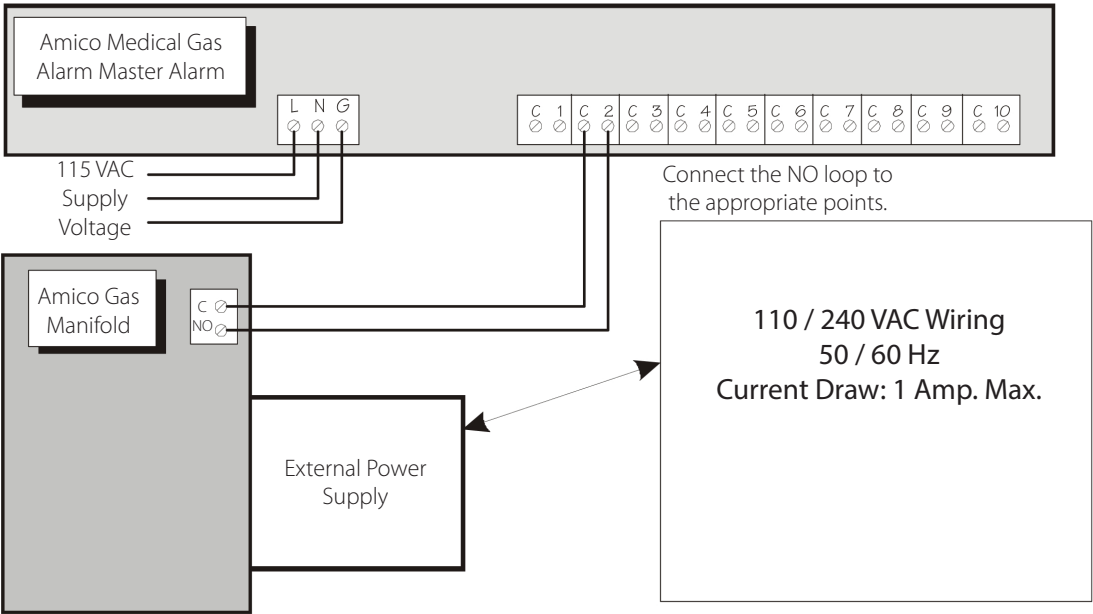 Amico Medical Gas
Alarm Master Alarm
L N G
C 1 C 2 C 3 C 4 C 5 C 6 C 7 C 8 C 9 C 10
115 VAC
Supply
Voltage
Connect the NO loop to
the appropriate points.
Amico Gas
Manifold
C
NO
110 / 240 VAC Wiring
50 / 60 Hz
Current Draw: 1 Amp. Max.
External Power
Supply